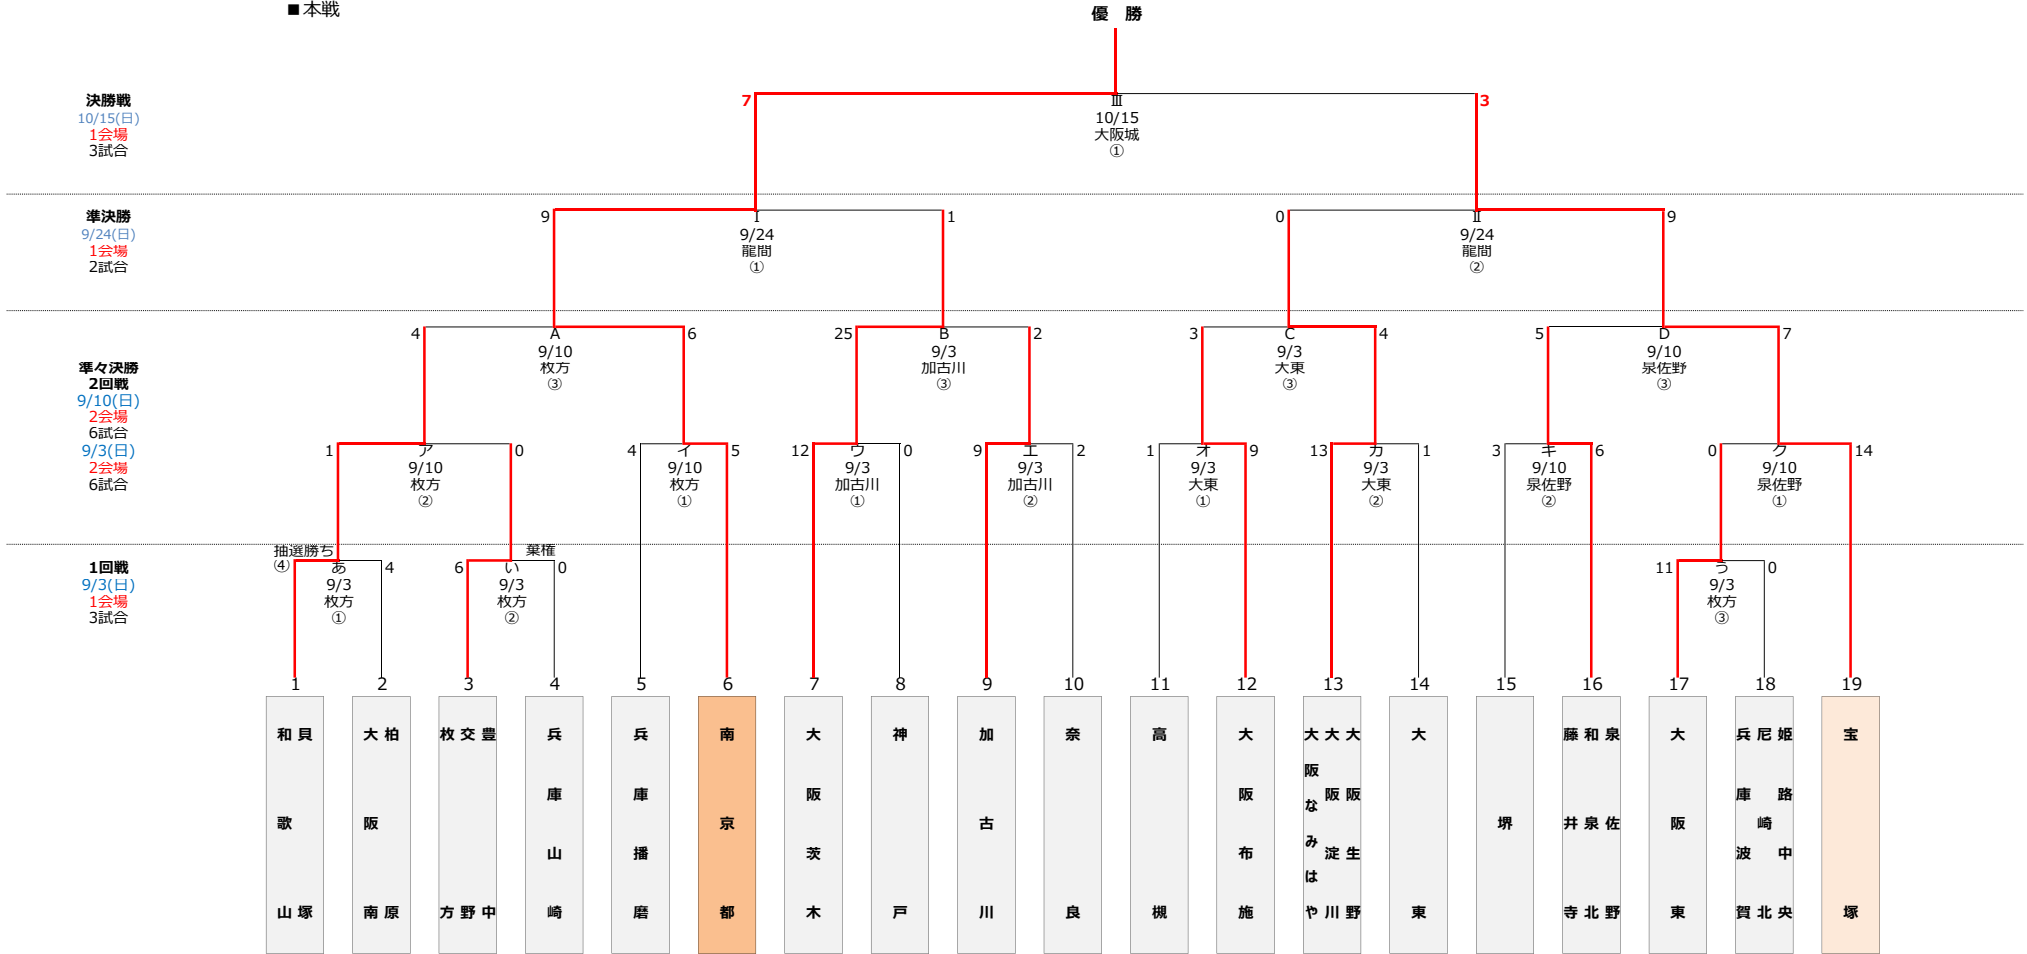 ■本戦
優　勝
決勝戦
10/15(日)
1会場
3試合
7
3
Ⅲ
10/15
大阪城
①
準決勝
9/24(日)
1会場
2試合
9
1
Ⅰ
9/24
龍間
①
0
9
Ⅱ
9/24
龍間
②
準々決勝
2回戦
9/10(日)
2会場
6試合
9/3(日)
2会場
6試合
4
6
A
9/10
枚方
③
25
2
B
9/3
加古川
③
3
4
C
9/3
大東
③
5
7
D
9/10
泉佐野
③
1
0
ア
9/10
枚方
②
4
5
イ
9/10
枚方
①
12
0
ウ
9/3
加古川
①
9
2
エ
9/3
加古川
②
1
9
オ
9/3
大東
①
13
1
カ
9/3
大東
②
3
6
キ
9/10
泉佐野
②
0
14
ク
9/10
泉佐野
①
1回戦
9/3(日)
1会場
3試合
抽選勝ち
④
4
あ
9/3
枚方
①
棄権
6
0
い
9/3
枚方
②
11
0
う
9/3
枚方
③
1
2
3
4
5
6
7
8
9
10
11
12
13
14
15
16
17
18
19
和歌山
貝塚
大阪南
柏原
枚方
交野
豊中
兵庫山崎
兵庫播磨
南京都
大阪茨木
神戸
加古川
奈良
高槻
大阪布施
大阪なみはや
大阪淀川
大阪生野
大東
堺
藤井寺
和泉北
泉佐野
大阪東
兵庫波賀
尼崎北
姫路中央
宝塚